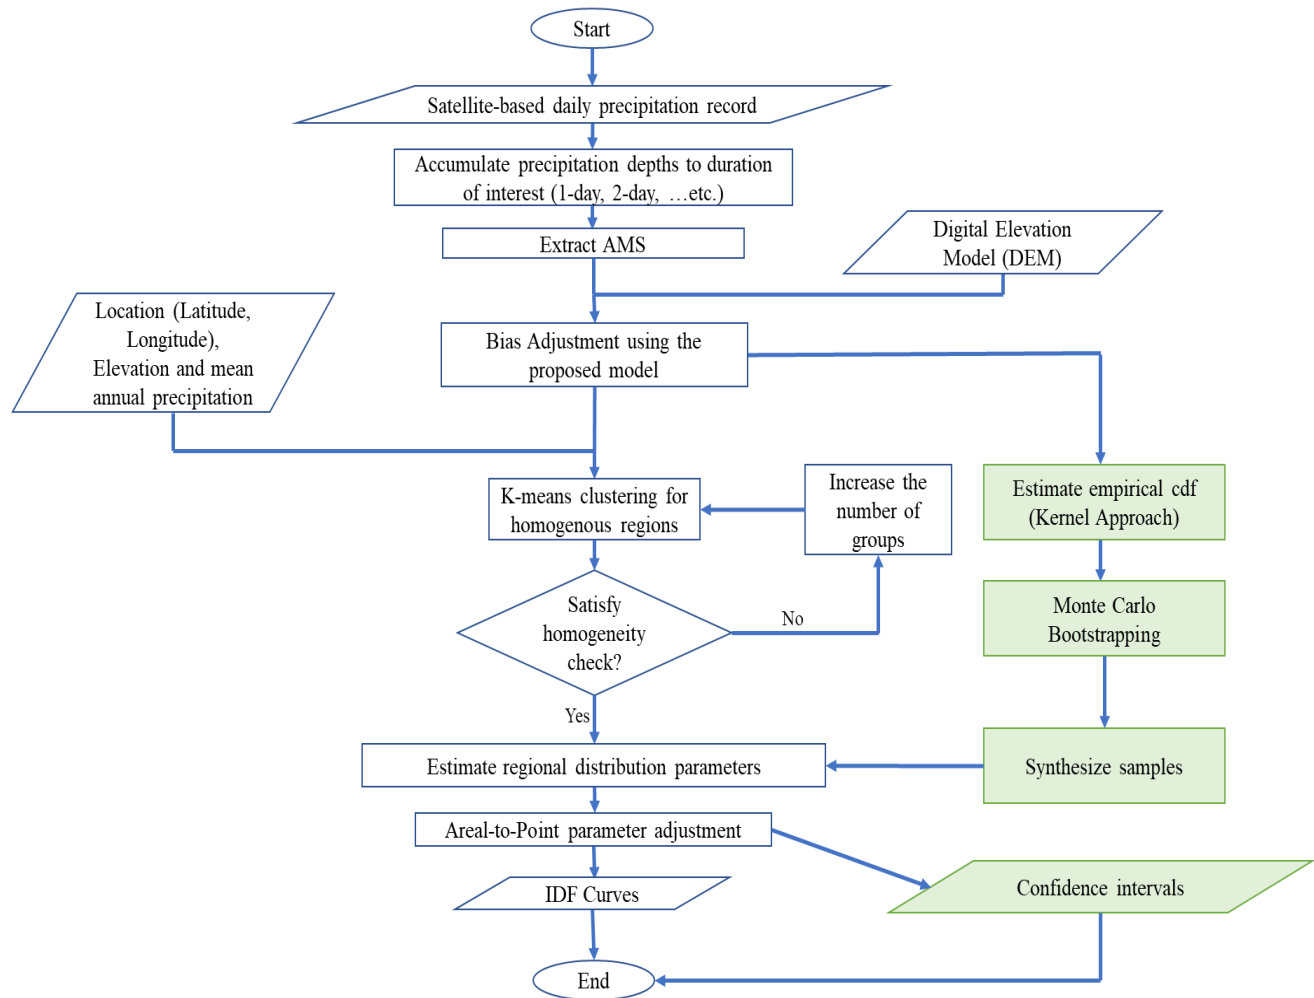 Start
Satellite-based daily precipitation record
Accumulate precipitation depths to duration
of interest (1-day, 2-day, …etc.)
Extract AMS
Digital Elevation
Model (DEM)
Location (Latitude,
Longitude),
Elevation and mean
annual precipitation
Bias Adjustment using the
proposed model
K-means clustering for
homogenous regions
Increase the
number of
groups
Estimate empirical cdf
(Kernel Approach)
Satisfy
homogeneity
check?
No
Monte Carlo
Bootstrapping
Yes
Estimate regional distribution parameters
Synthesize samples
Areal-to-Point parameter adjustment
IDF Curves
Confidence intervals
End